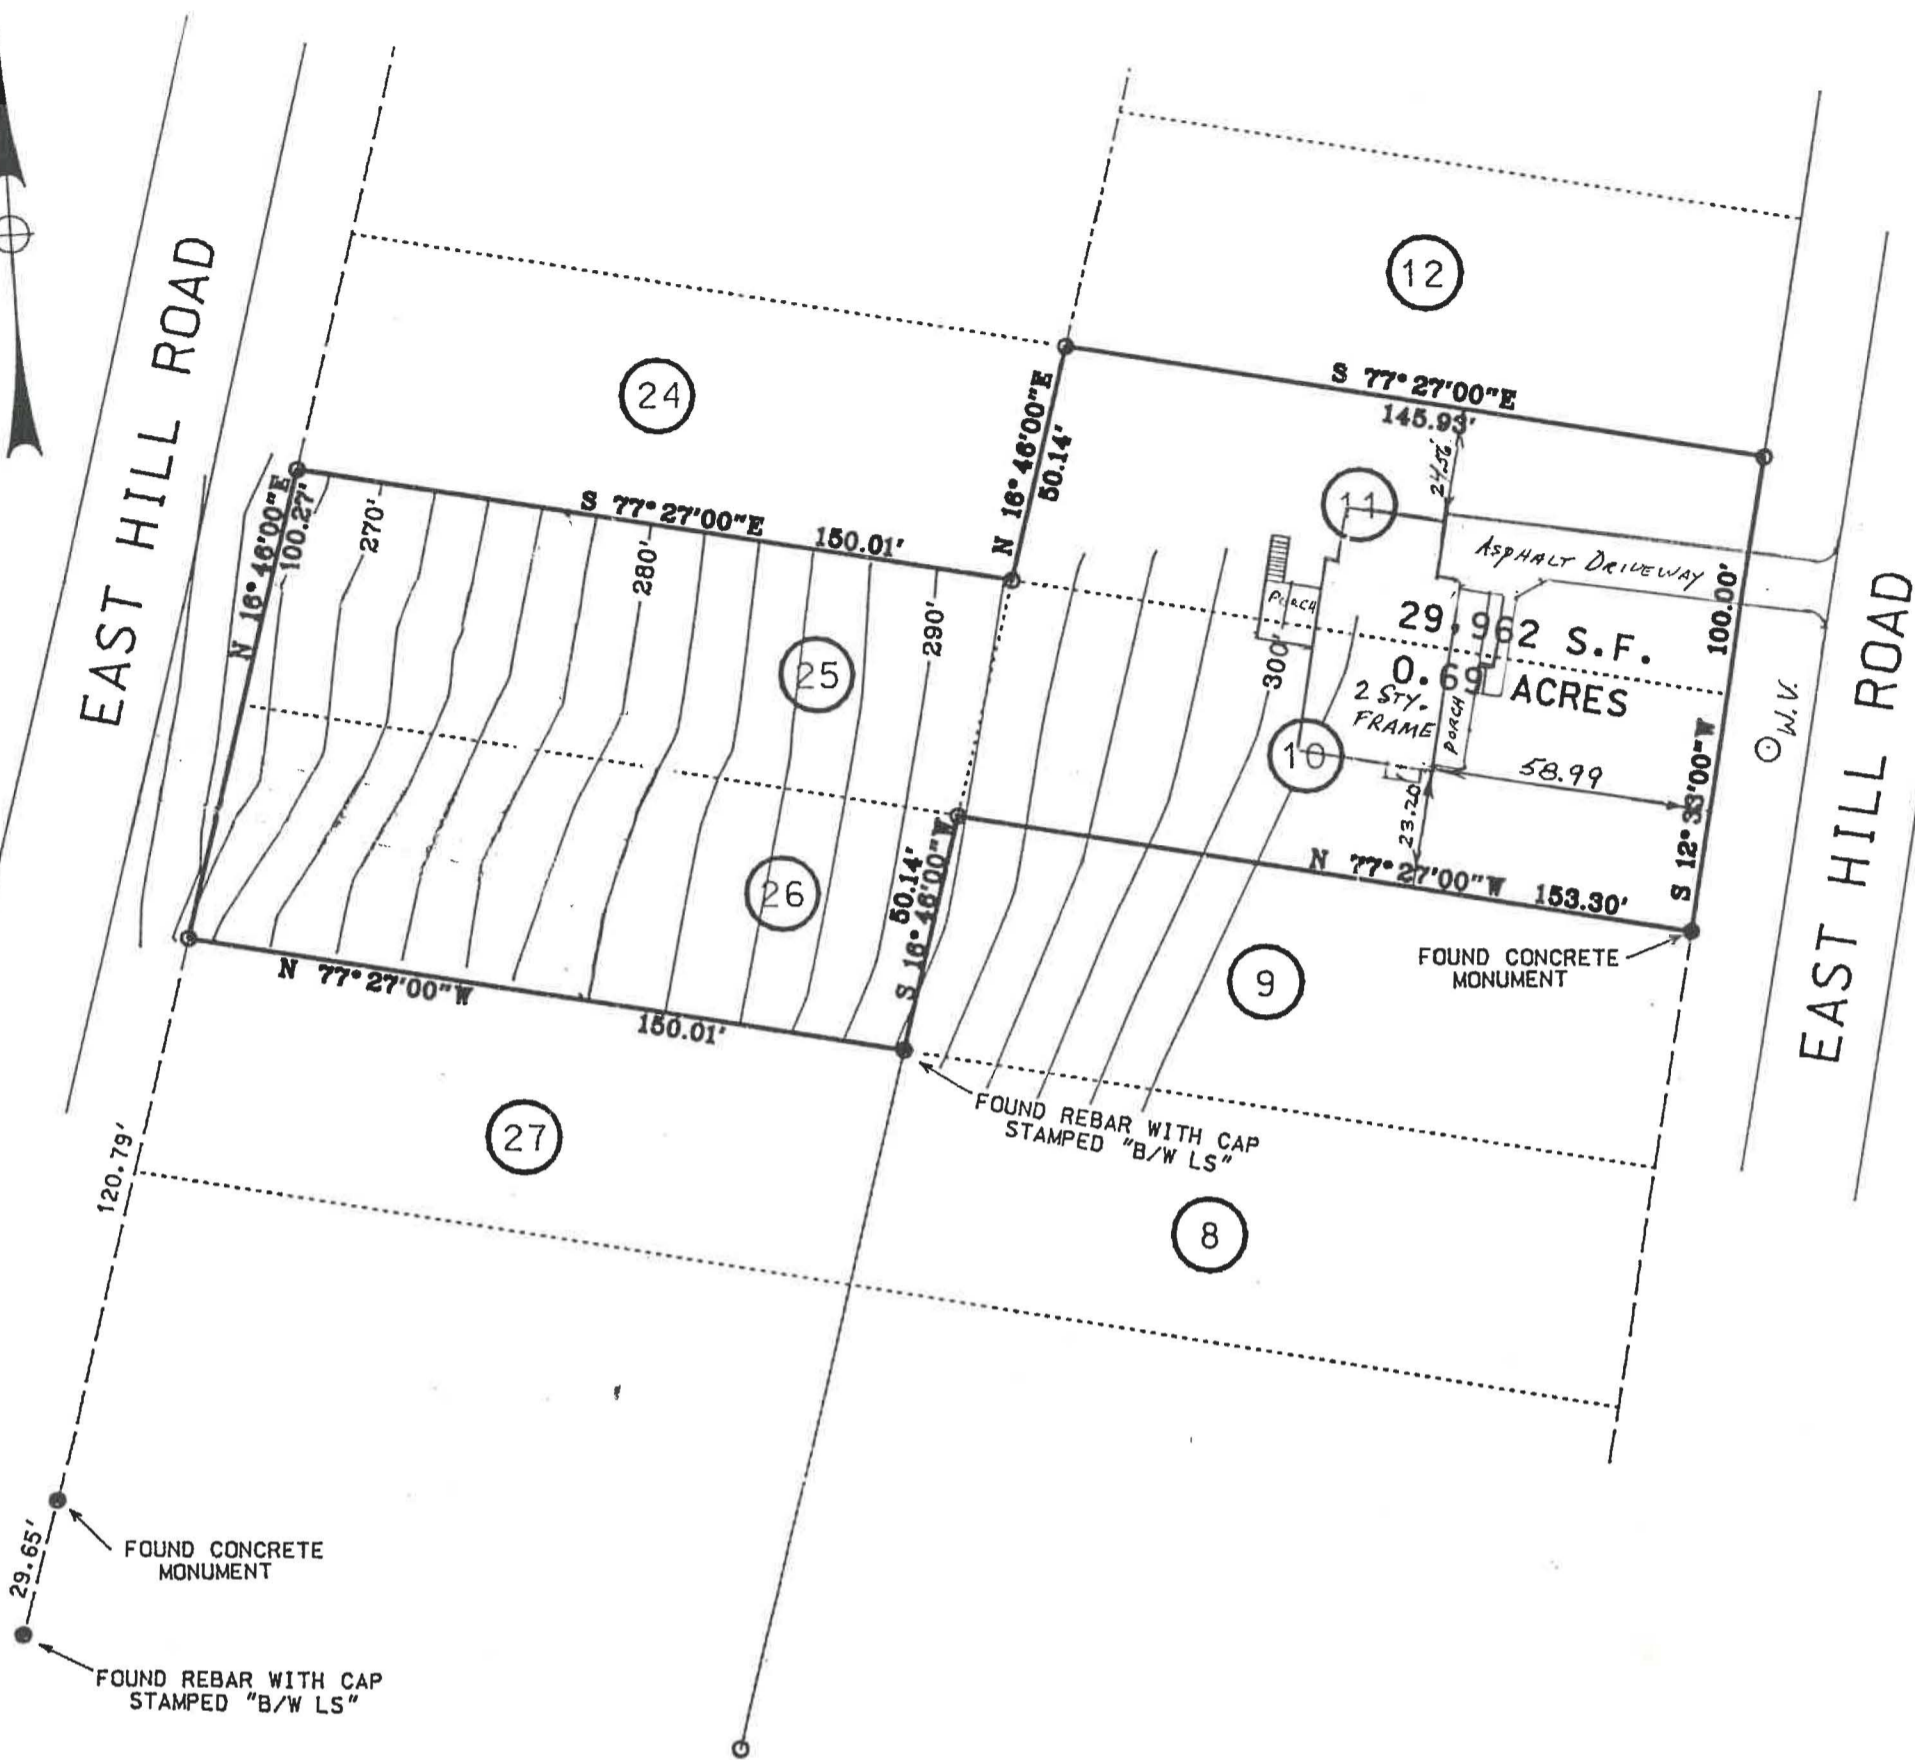 12
S 77°27'00"E
145.93'
24
N 16°46'00"E
50.14'
24.56'
11
EAST HILL ROAD
N 16°46'00"E
100.27'
270'
S 77°27'00"E
150.01'
280'
290'
25
ASPHALT DRIVEWAY
PORCH
29,962 S.F.
0.69 ACRES
100.00'
300'
2 STY.
FRAME
PORCH
W.V.
EAST HILL ROAD
10
58.99
23.20'
S 12°33'00"W
26
50.14'
S 16°46'00"W
N 77°27'00"W 153.30'
FOUND CONCRETE
MONUMENT
9
N 77°27'00"W
150.01'
27
FOUND REBAR WITH CAP
STAMPED "B/W LS"
120.79'
8
29.65'
FOUND CONCRETE
MONUMENT
FOUND REBAR WITH CAP
STAMPED "B/W LS"